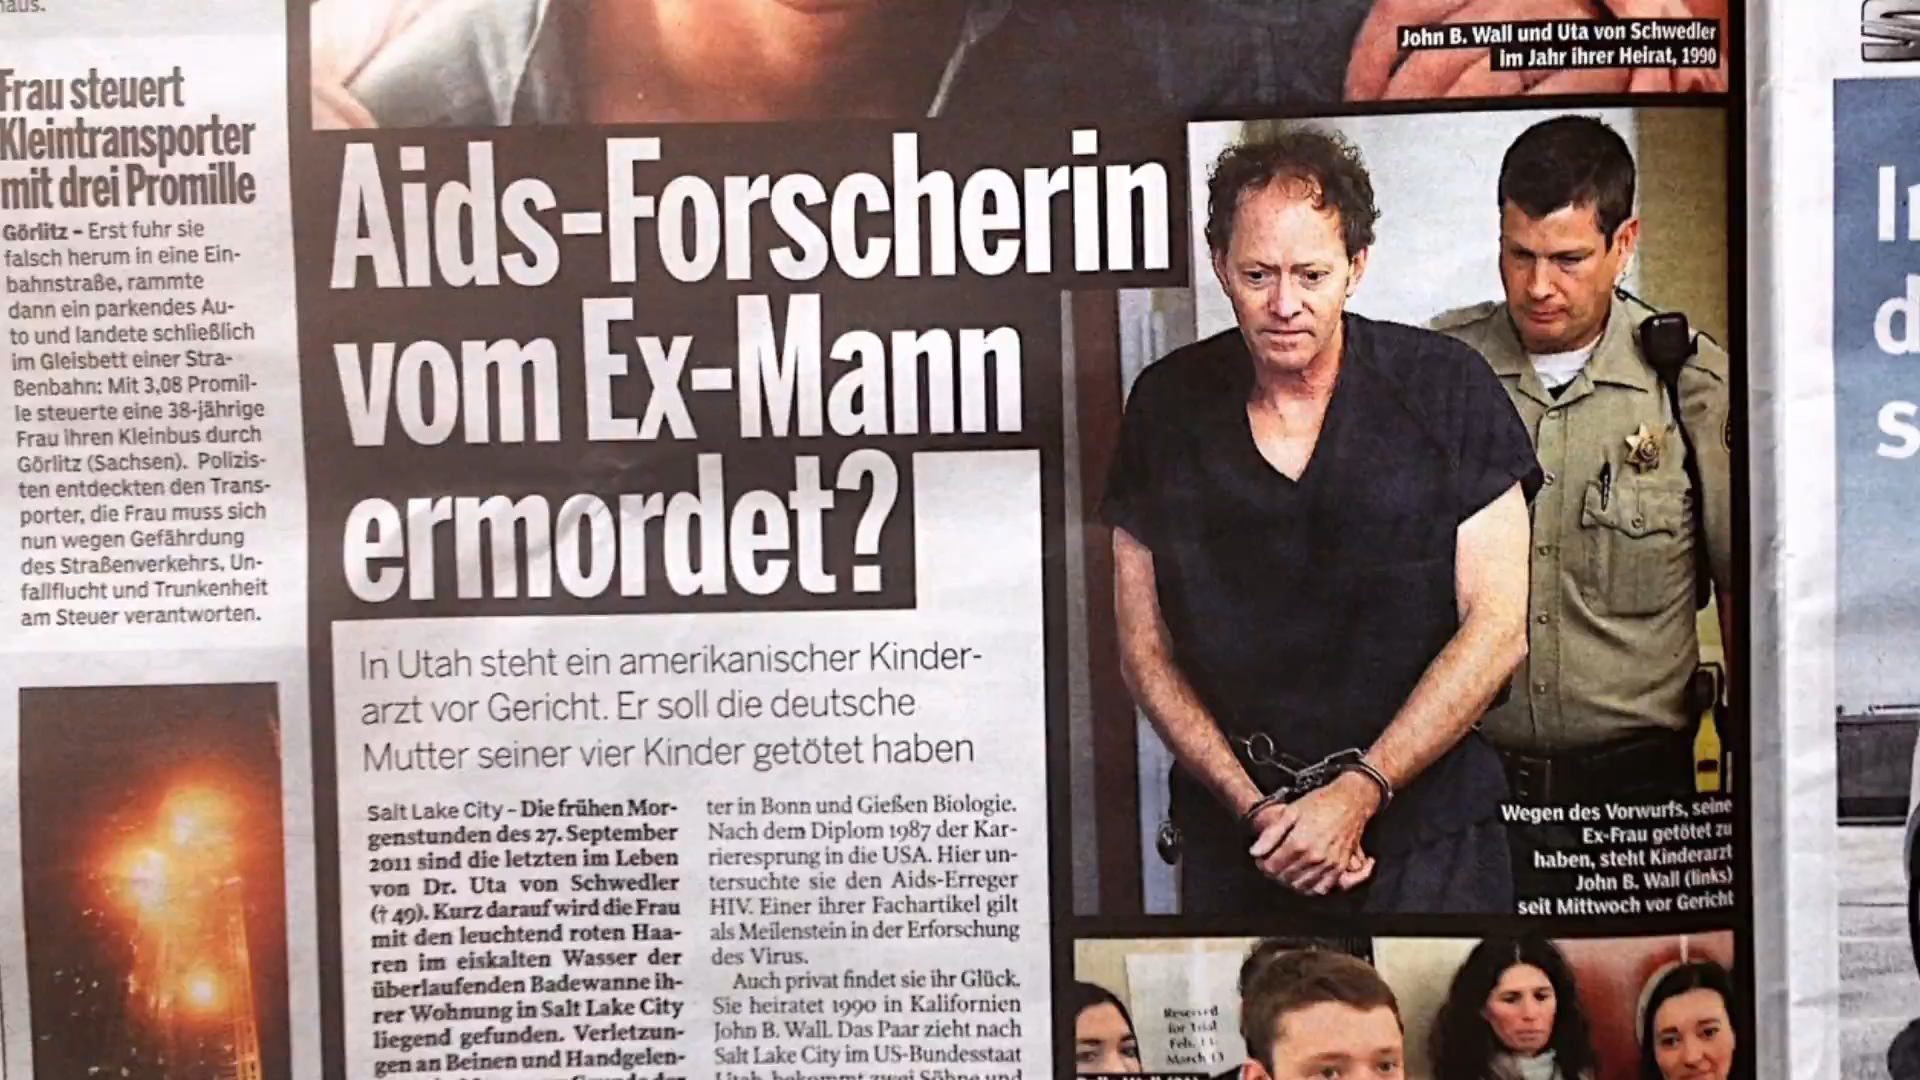 haus.
Frau steuert
Kleintransporter
mit drei Promille
Görlitz – Erst fuhr sie
falsch herum in eine Ein-
bahnstraße, rammte
dann ein parkendes Au-
to und landete schließlich
im Gleisbett einer Stra-
ßenbahn: Mit 3,08 Promil-
le steuerte eine 38-jährige
Frau ihren Kleinbus durch
Görlitz (Sachsen). Polizis-
ten entdeckten den Trans-
porter, die Frau muss sich
nun wegen Gefährdung
des Straßenverkehrs, Un-
fallflucht und Trunkenheit
am Steuer verantworten.
John B. Wall und Uta von Schwedler
im Jahr ihrer Heirat, 1990
Aids-Forscherin
vom Ex-Mann
ermordet?
In Utah steht ein amerikanischer Kinder-
arzt vor Gericht. Er soll die deutsche
Mutter seiner vier Kinder getötet haben
Salt Lake City – Die frühen Mor-
genstunden des 27. September
2011 sind die letzten im Leben
von Dr. Uta von Schwedler
(† 49). Kurz darauf wird die Frau
mit den leuchtend roten Haa-
ren im eiskalten Wasser der
überlaufenden Badewanne ih-
rer Wohnung in Salt Lake City
liegend gefunden. Verletzun-
gen an Beinen und Handgelen-
ter in Bonn und Gießen Biologie.
Nach dem Diplom 1987 der Kar-
rieresprung in die USA. Hier un-
tersuchte sie den Aids-Erreger
HIV. Einer ihrer Fachartikel gilt
als Meilenstein in der Erforschung
des Virus.
Auch privat findet sie ihr Glück.
Sie heiratet 1990 in Kalifornien
John B. Wall. Das Paar zieht nach
Salt Lake City im US-Bundesstaat
Utah, bekommt zwei Söhne und
Wegen des Vorwurfs, seine
Ex-Frau getötet zu
haben, steht Kinderarzt
John B. Wall (links)
seit Mittwoch vor Gericht
Reserved
for Trial
Feb.
March 13